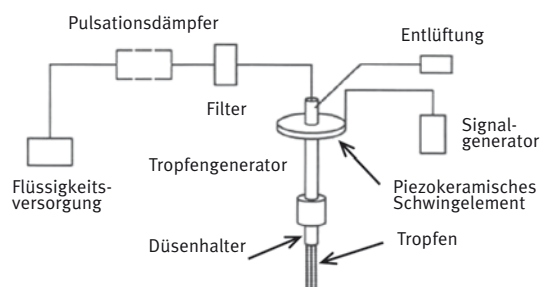 Pulsationsdämpfer
Entlüftung
Filter
Signal-
generator
Tropfengenerator
Flüssigkeits-
versorgung
Piezokeramisches
Schwingelement
Düsenhalter
Tropfen